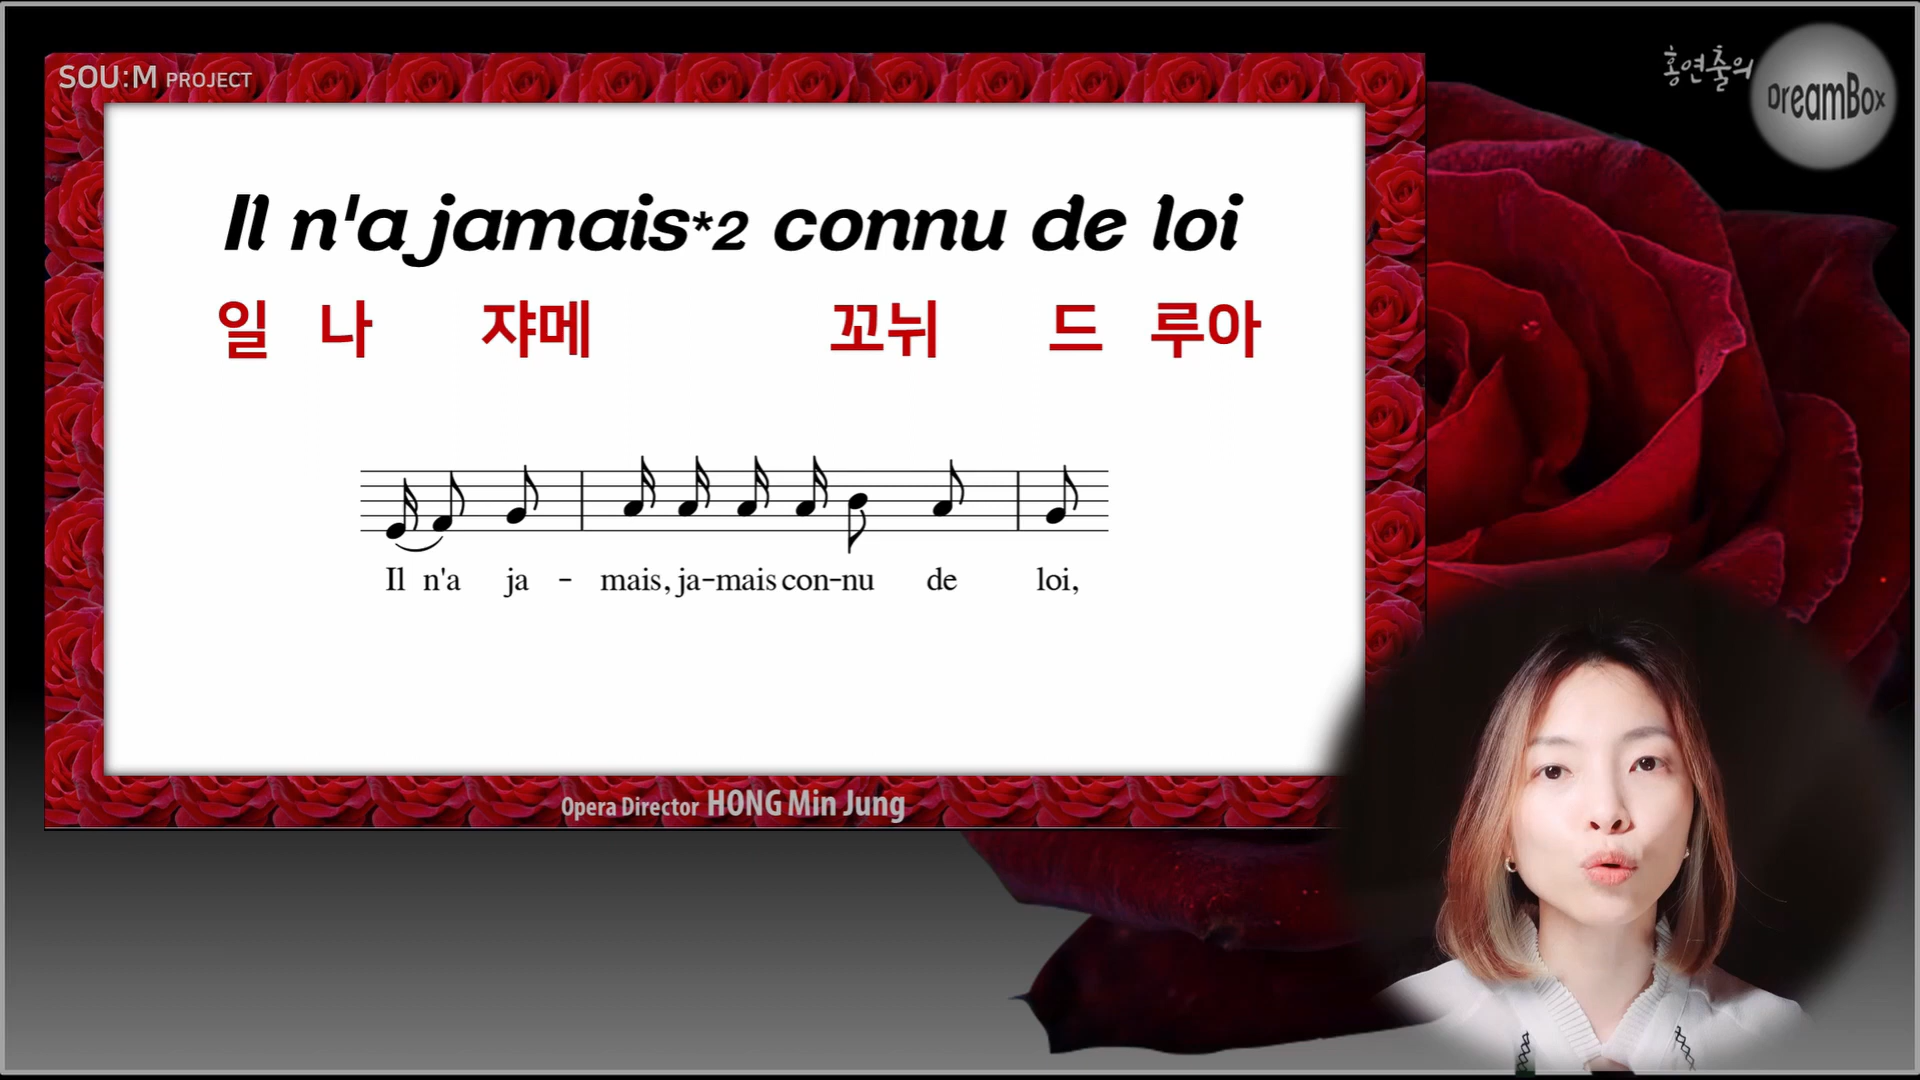 SOU:M PROJECT
홍연출의
DreamBox
Il n'a jamais*2 connu de loi
일 나 쟈메 꼬뉘 드 루아
Il n'a ja - mais, ja-mais con-nu de loi,
Opera Director HONG Min Jung